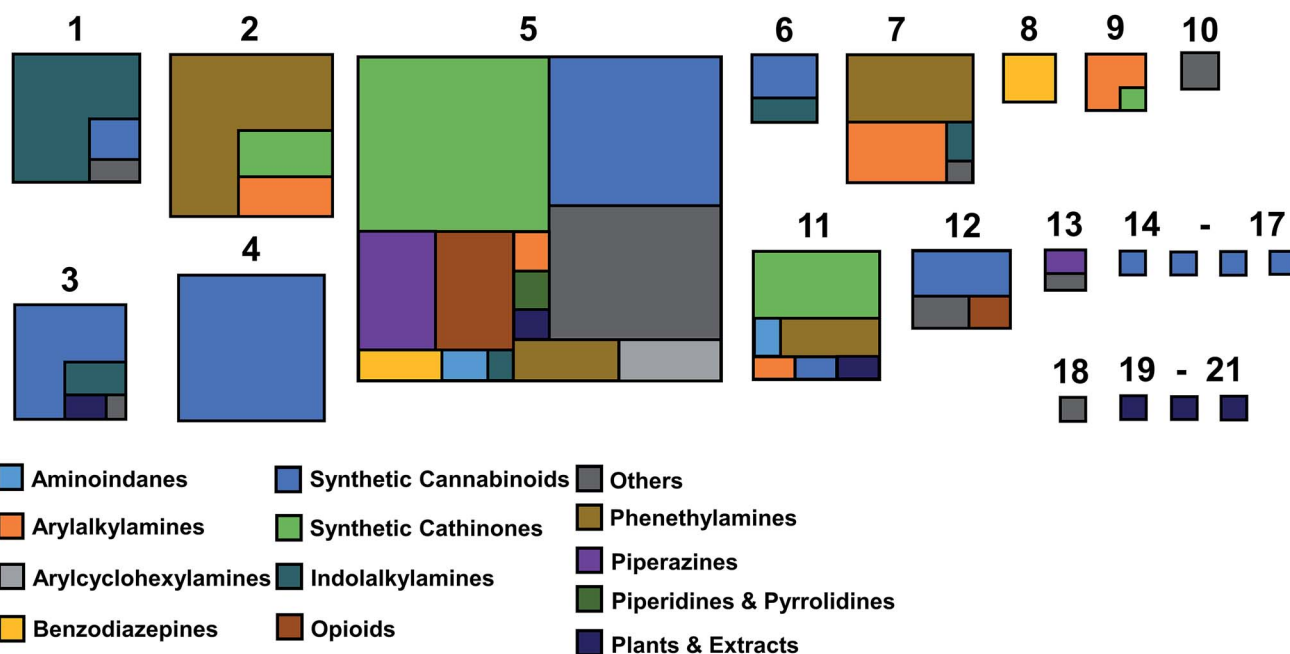 1 2 5 6 7 8 9 10
3 4 11 12 13 14 - 17
18 19 - 21
Aminoindanes Synthetic Cannabinoids Others
Arylalkylamines Synthetic Cathinones Phenethylamines
Arylcyclohexylamines Indolalkylamines Piperazines
Piperidines & Pyrrolidines
Benzodiazepines Opioids Plants & Extracts